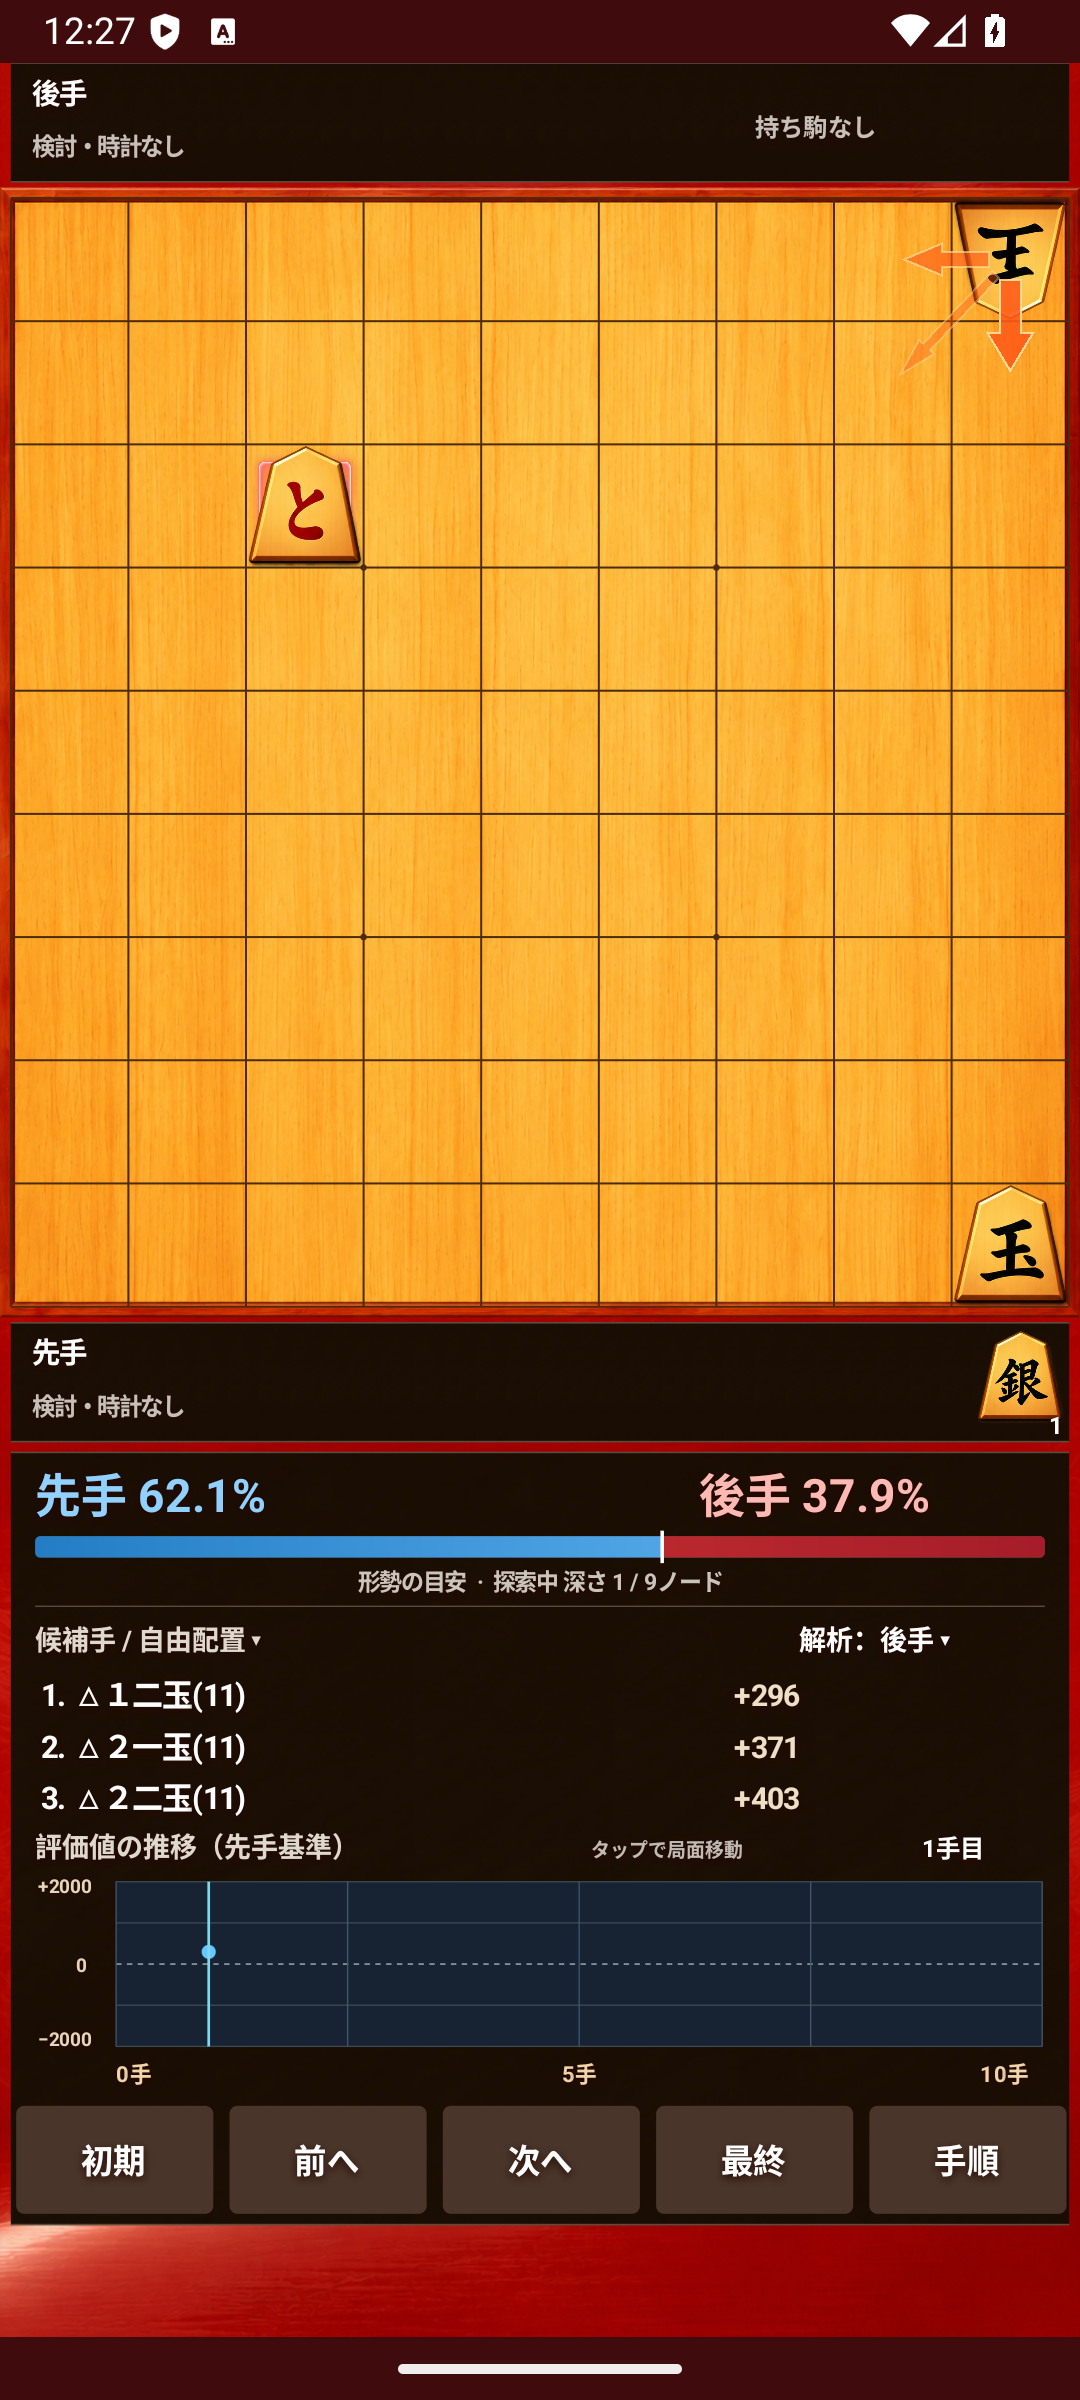 12:27
後手
検討・時計なし
持ち駒なし
王
と
玉
先手
検討・時計なし
銀
1
先手 62.1%
後手 37.9%
形勢の目安 · 探索中 深さ 1 / 9ノード
候補手 / 自由配置 ▾
解析：後手 ▾
1. △１二玉(11) +296
2. △２一玉(11) +371
3. △２二玉(11) +403
評価値の推移（先手基準） タップで局面移動 1手目
+2000
0
−2000
0手 5手 10手
初期 前へ 次へ 最終 手順